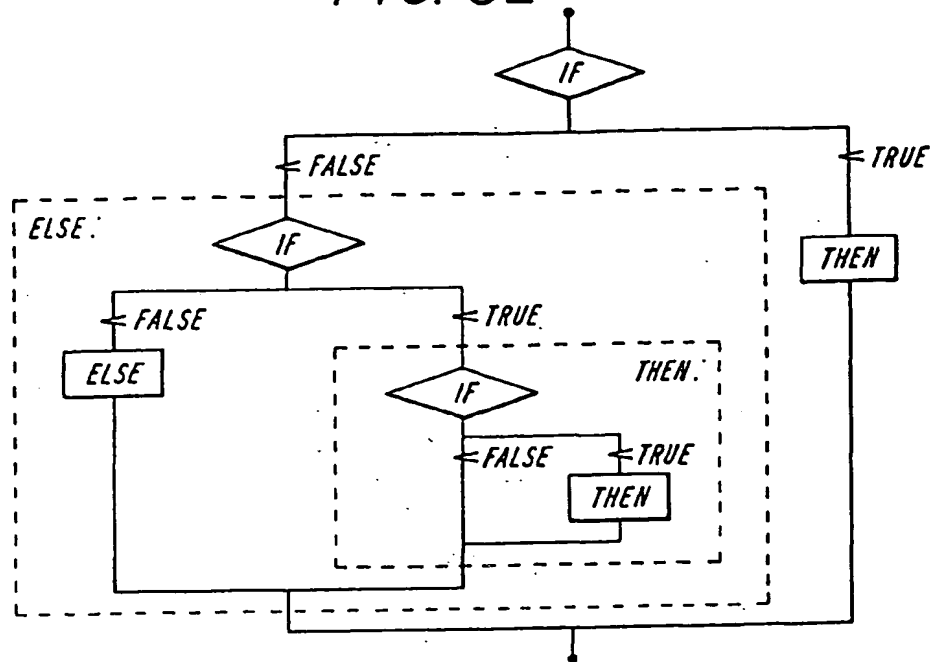 IF
FALSE
TRUE
ELSE:
IF
THEN
FALSE
TRUE
ELSE
THEN:
IF
FALSE
TRUE
THEN